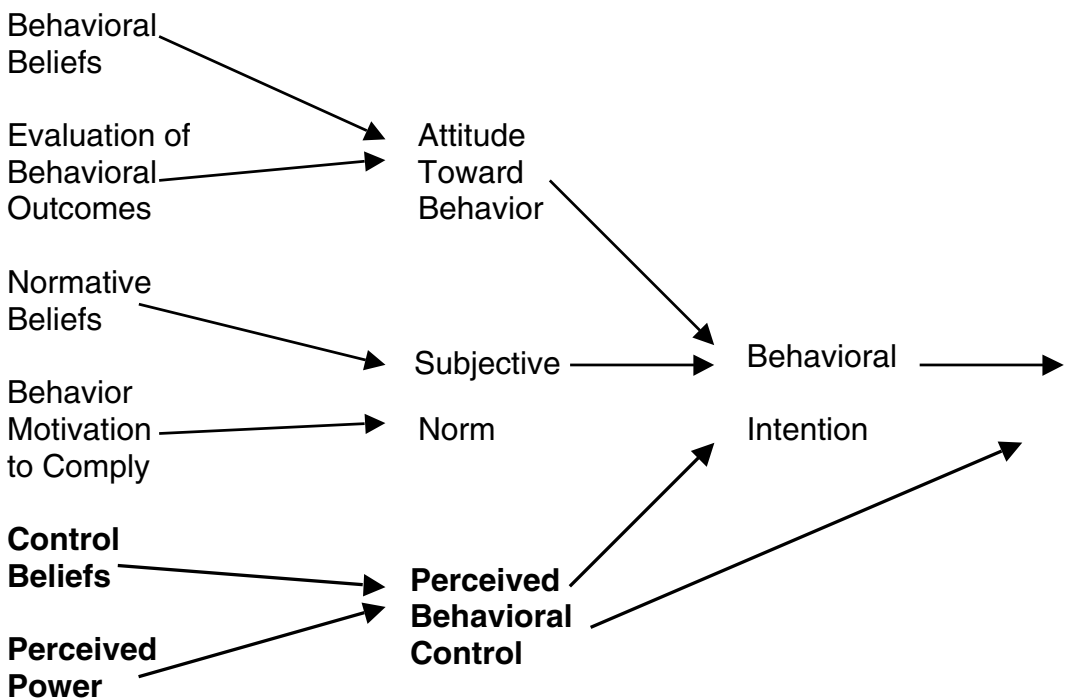 Behavioral
Beliefs
Evaluation of
Behavioral
Outcomes
Attitude
Toward
Behavior
Normative
Beliefs
Subjective
Norm
Behavioral
Intention
Behavior
Motivation
to Comply
Control
Beliefs
Perceived
Behavioral
Control
Perceived
Power